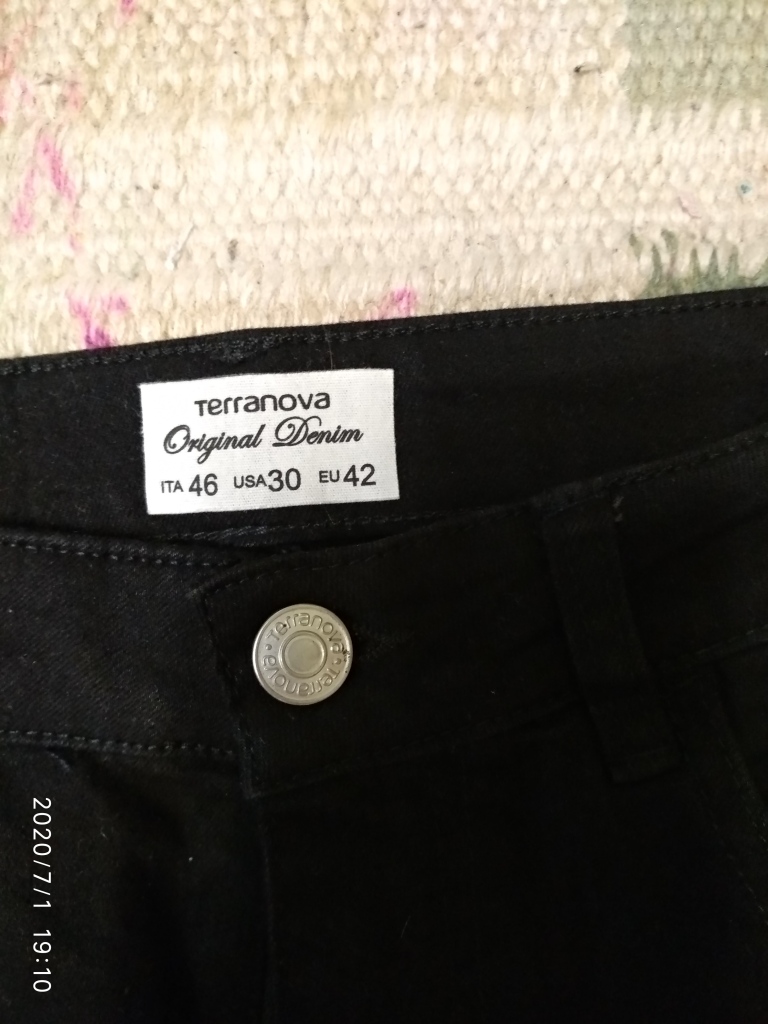 Terranova
Original Denim
ITA 46 USA 30 EU 42
Terranova
Terranova
2020/7/1 19:10